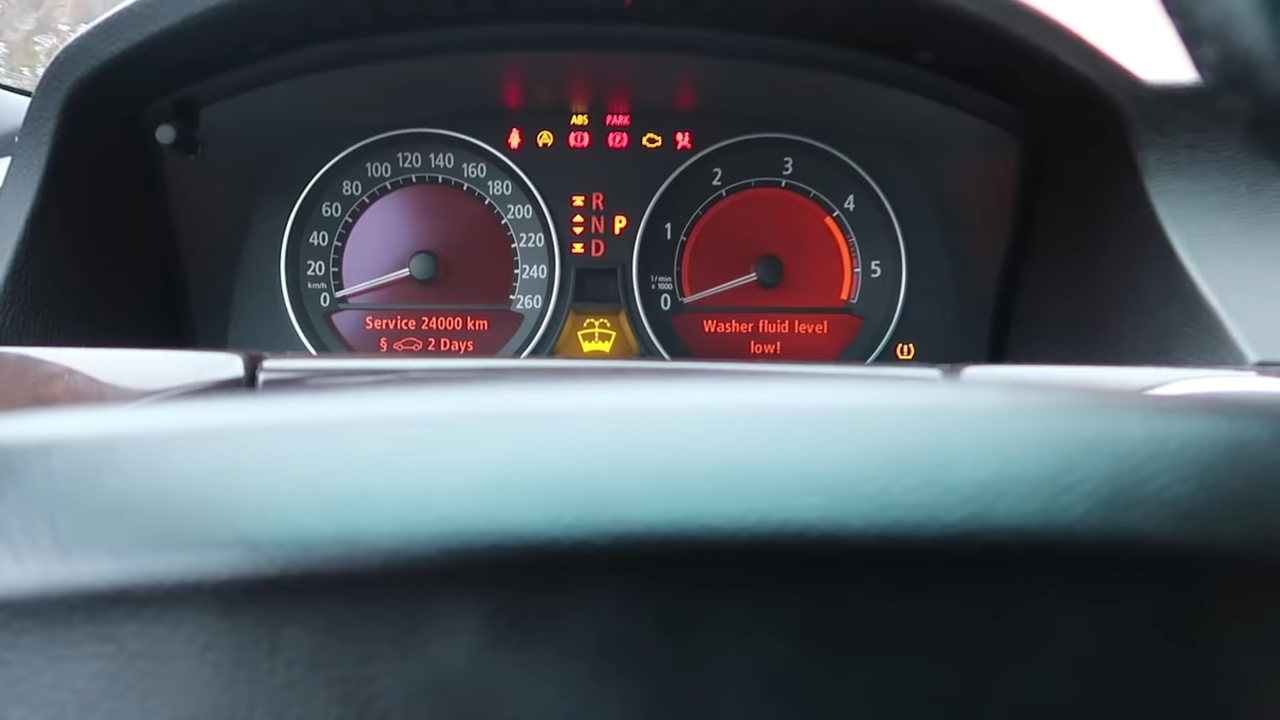 ABS PARK
0 20 40 60 80 100 120 140 160 180 200 220 240 260
km/h
R
N P
D
0 1 2 3 4 5
1/min
x 1000
Service 24000 km
§ 2 Days
Washer fluid level
low!